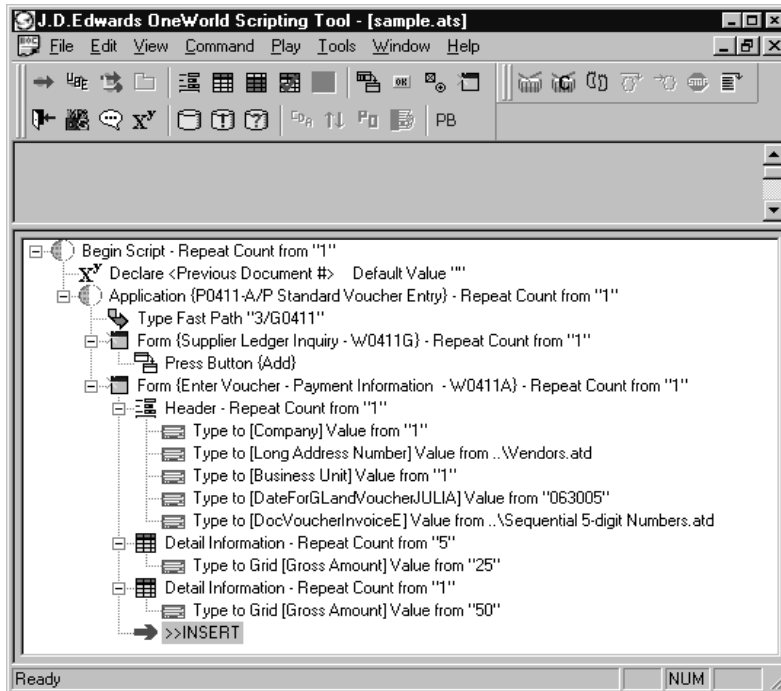 J.D.Edwards OneWorld Scripting Tool - [sample.ats]
File Edit View Command Play Tools Window Help
UBE OK
X^y T ? PB
Begin Script - Repeat Count from "1"
X^y Declare <Previous Document #> Default Value ""
Application {P0411-A/P Standard Voucher Entry} - Repeat Count from "1"
Type Fast Path "3/G0411"
Form {Supplier Ledger Inquiry - W0411G} - Repeat Count from "1"
Press Button {Add}
Form {Enter Voucher - Payment Information - W0411A} - Repeat Count from "1"
Header - Repeat Count from "1"
Type to [Company] Value from "1"
Type to [Long Address Number] Value from ..\Vendors.atd
Type to [Business Unit] Value from "1"
Type to [DateForGLandVoucherJULIA] Value from "063005"
Type to [DocVoucherInvoiceE] Value from ..\Sequential 5-digit Numbers.atd
Detail Information - Repeat Count from "5"
Type to Grid [Gross Amount] Value from "25"
Detail Information - Repeat Count from "1"
Type to Grid [Gross Amount] Value from "50"
>>INSERT
Ready NUM